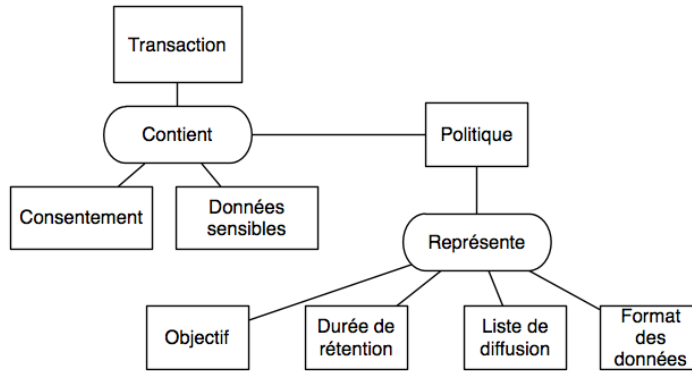 Transaction
Contient
Politique
Consentement
Données
sensibles
Représente
Objectif
Durée de
rétention
Liste de
diffusion
Format
des
données